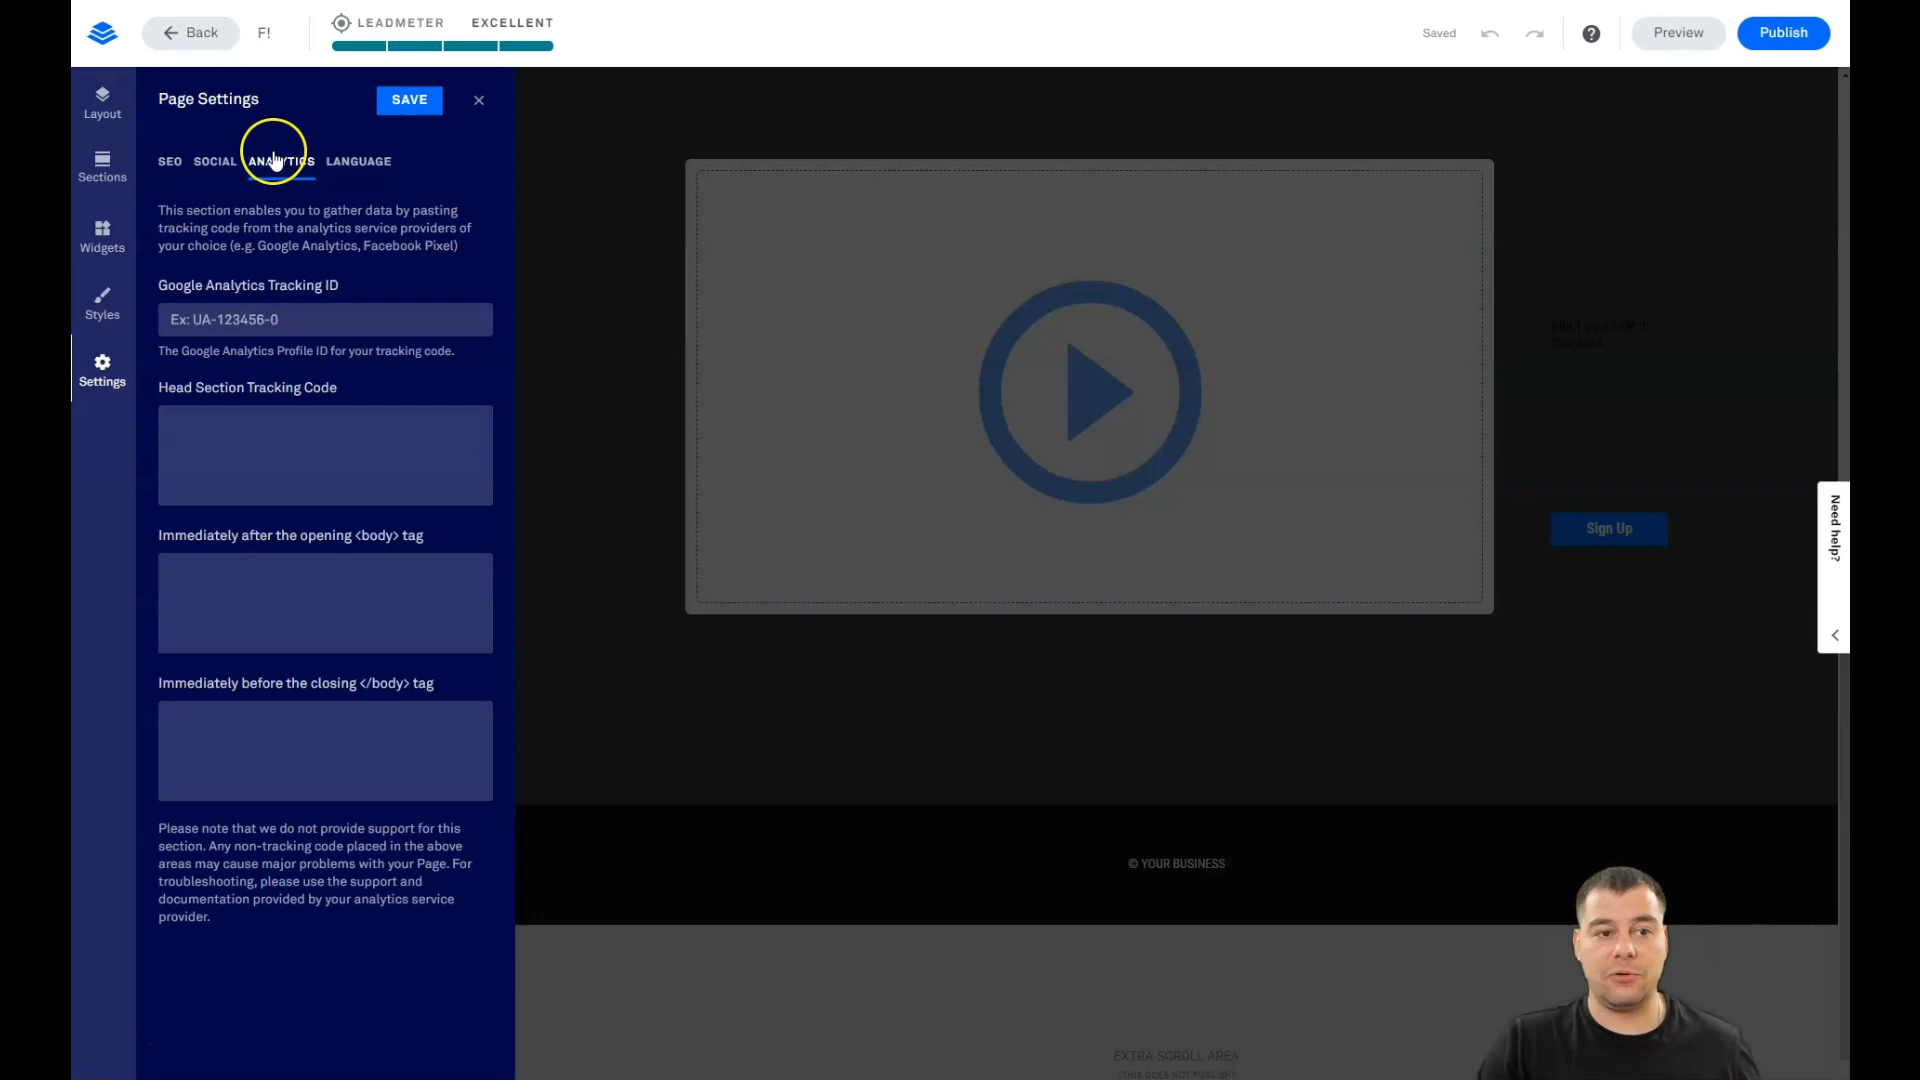 Back
F!
LEADMETER EXCELLENT
Saved
Preview
Publish
Layout
Sections
Widgets
Styles
Settings
Page Settings
SAVE
SEO SOCIAL ANALYTICS LANGUAGE
This section enables you to gather data by pasting
tracking code from the analytics service providers of
your choice (e.g. Google Analytics, Facebook Pixel)
Google Analytics Tracking ID
Ex: UA-123456-0
The Google Analytics Profile ID for your tracking code.
Head Section Tracking Code
Immediately after the opening <body> tag
Immediately before the closing </body> tag
Please note that we do not provide support for this
section. Any non-tracking code placed in the above
areas may cause major problems with your Page. For
troubleshooting, please use the support and
documentation provided by your analytics service
provider.
Sign Up
Need help?
© YOUR BUSINESS
EXTRA SCROLL AREA
(THIS DOES NOT PUBLISH)